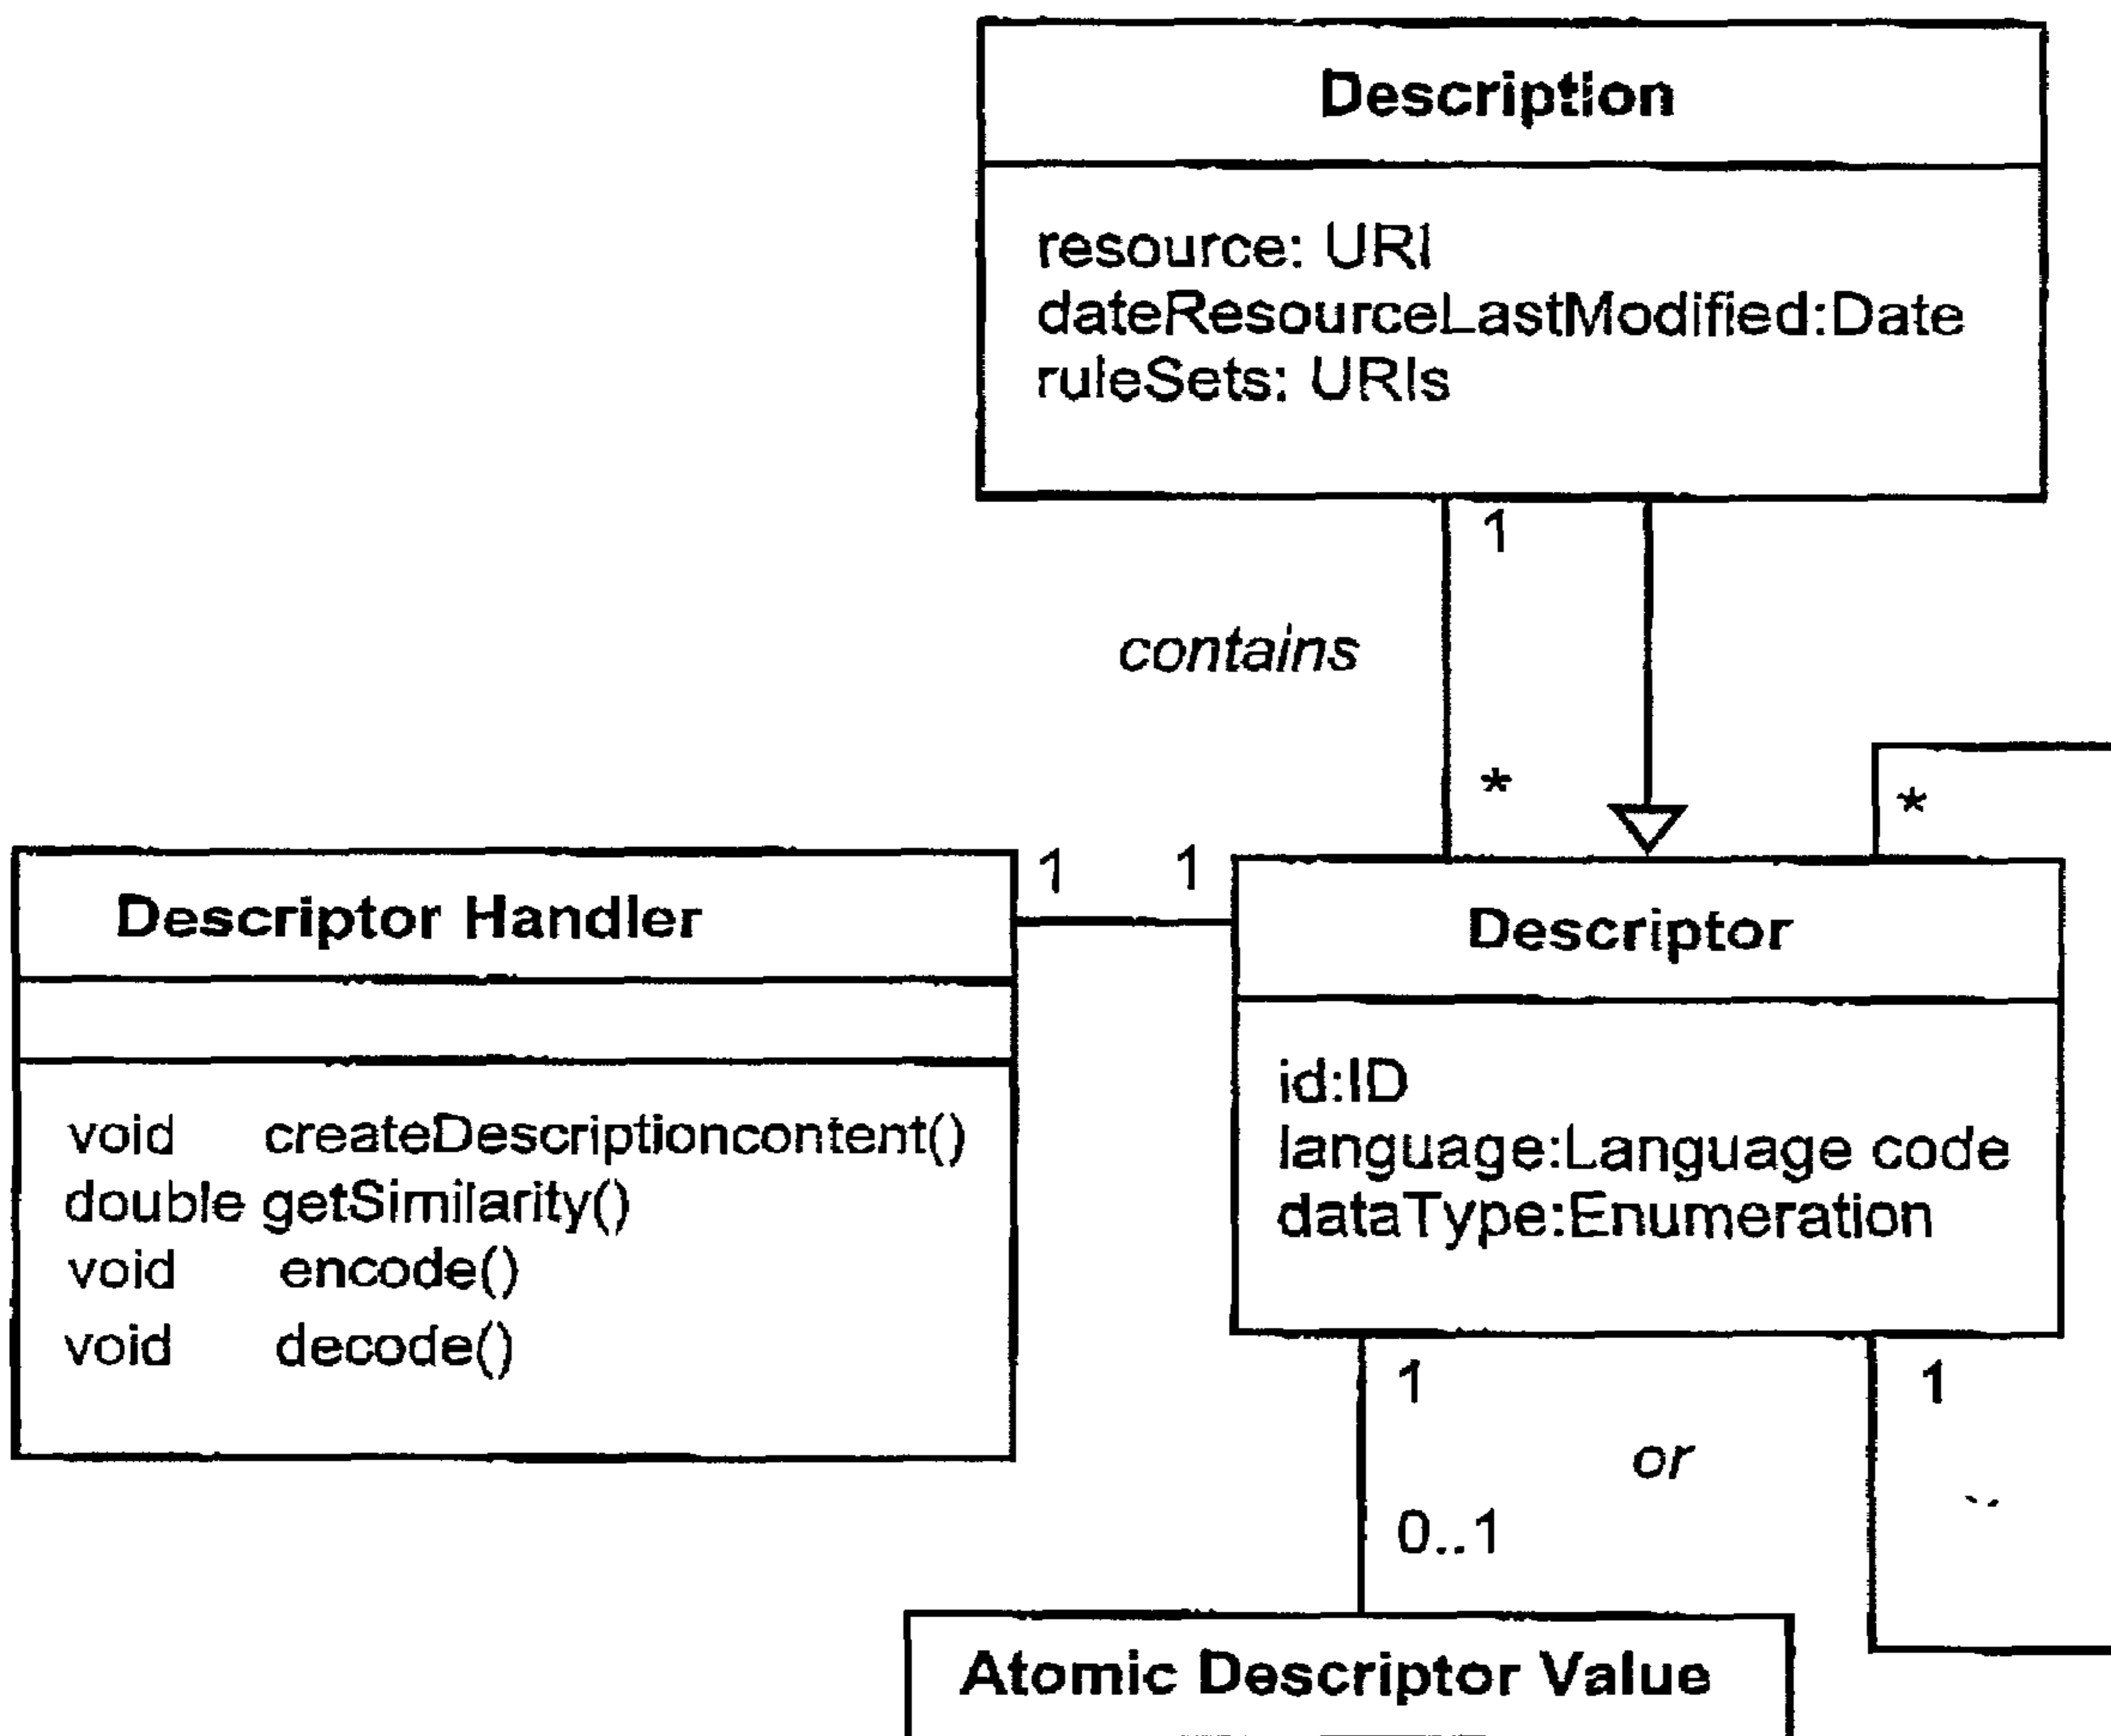 Description
resource: URI
dateResourceLastModified:Date
ruleSets: URIs
1
contains
*
*
1 1
Descriptor Handler
void createDescriptioncontent()
double getSimilarity()
void encode()
void decode()
Descriptor
id:ID
language:Language code
dataType:Enumeration
1
1
or
0..1
Atomic Descriptor Value